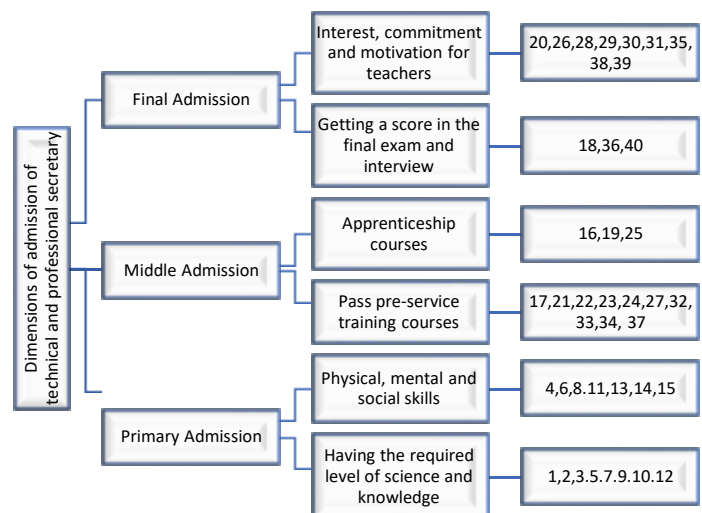 Dimensions of admission of
technical and professional secretary
Final Admission
Interest, commitment
and motivation for
teachers
20,26,28,29,30,31,35,
38,39
Getting a score in the
final exam and
interview
18,36,40
Middle Admission
Apprenticeship
courses
16,19,25
Pass pre-service
training courses
17,21,22,23,24,27,32,
33,34, 37
Primary Admission
Physical, mental and
social skills
4,6,8.11,13,14,15
Having the required
level of science and
knowledge
1,2,3.5.7.9.10.12